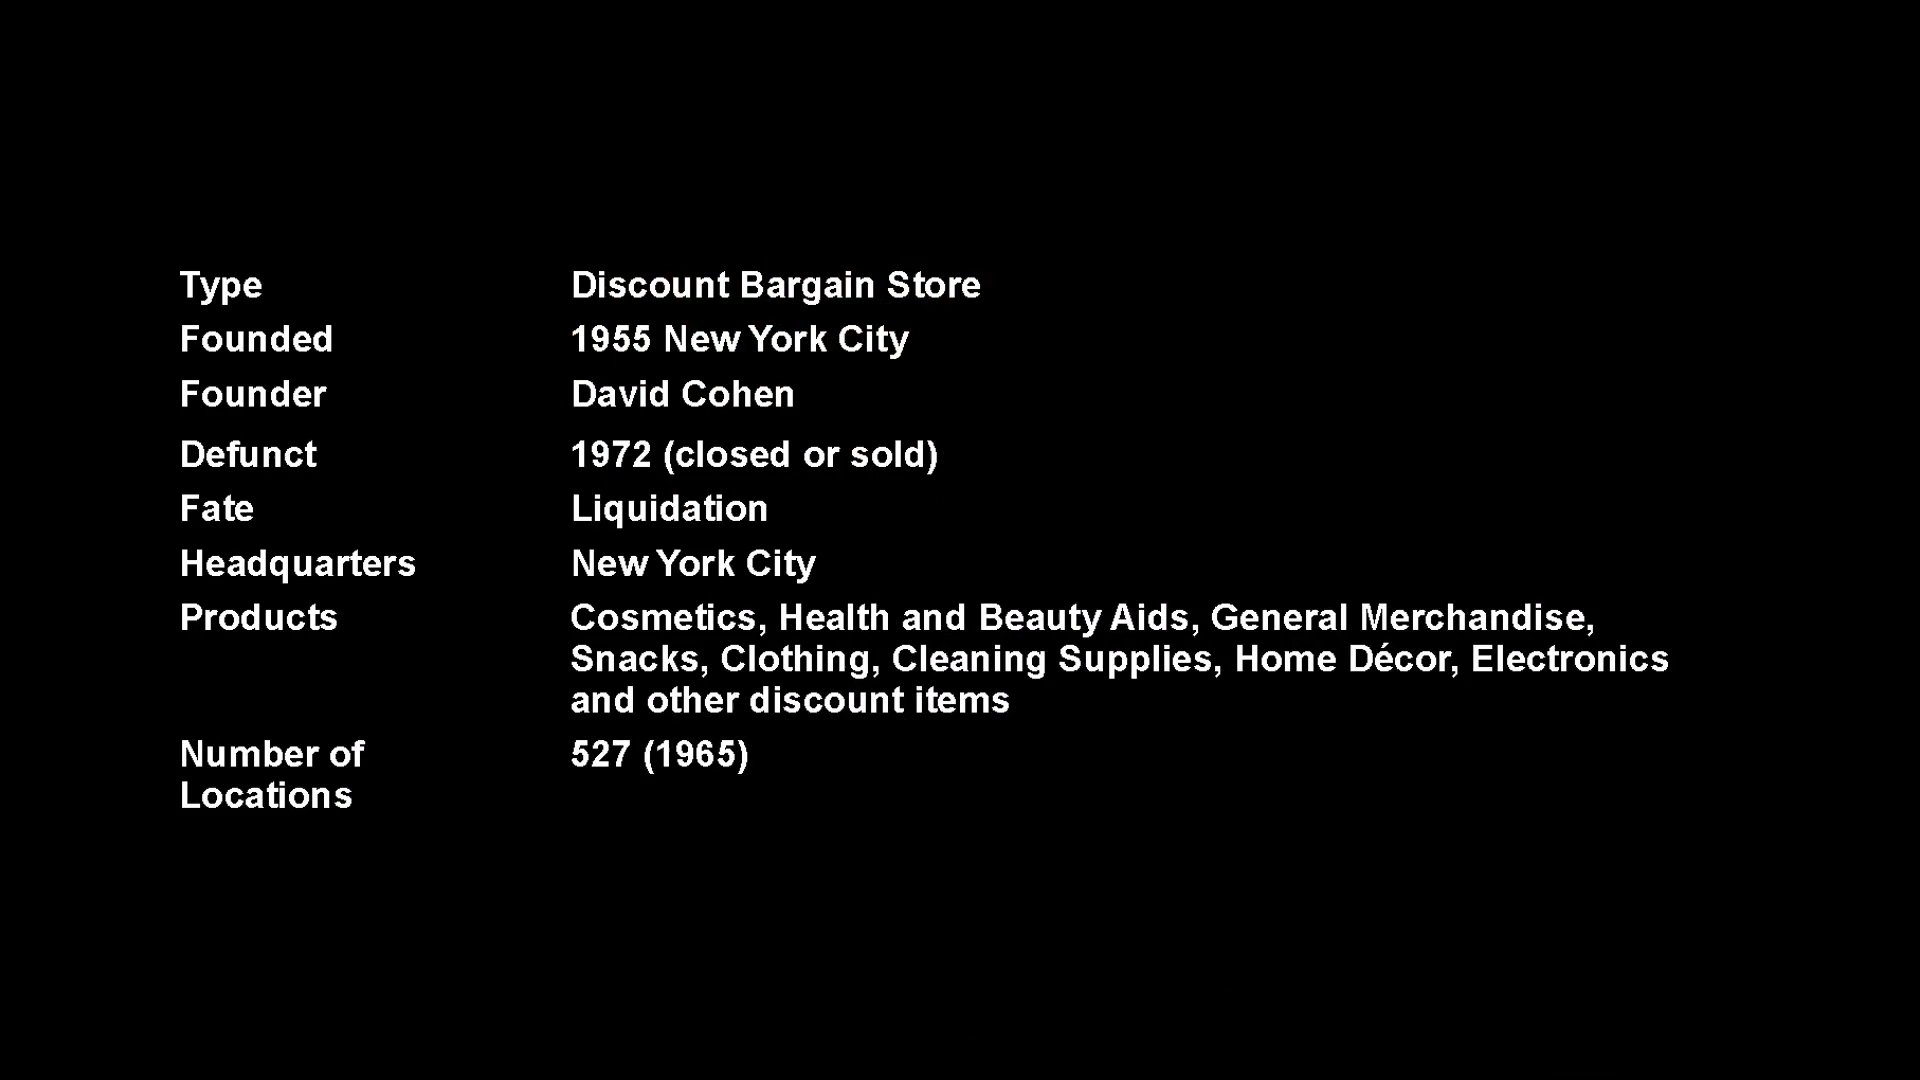 Type Discount Bargain Store
Founded 1955 New York City
Founder David Cohen
Defunct 1972 (closed or sold)
Fate Liquidation
Headquarters New York City
Products Cosmetics, Health and Beauty Aids, General Merchandise,
Snacks, Clothing, Cleaning Supplies, Home Décor, Electronics
and other discount items
Number of 527 (1965)
Locations